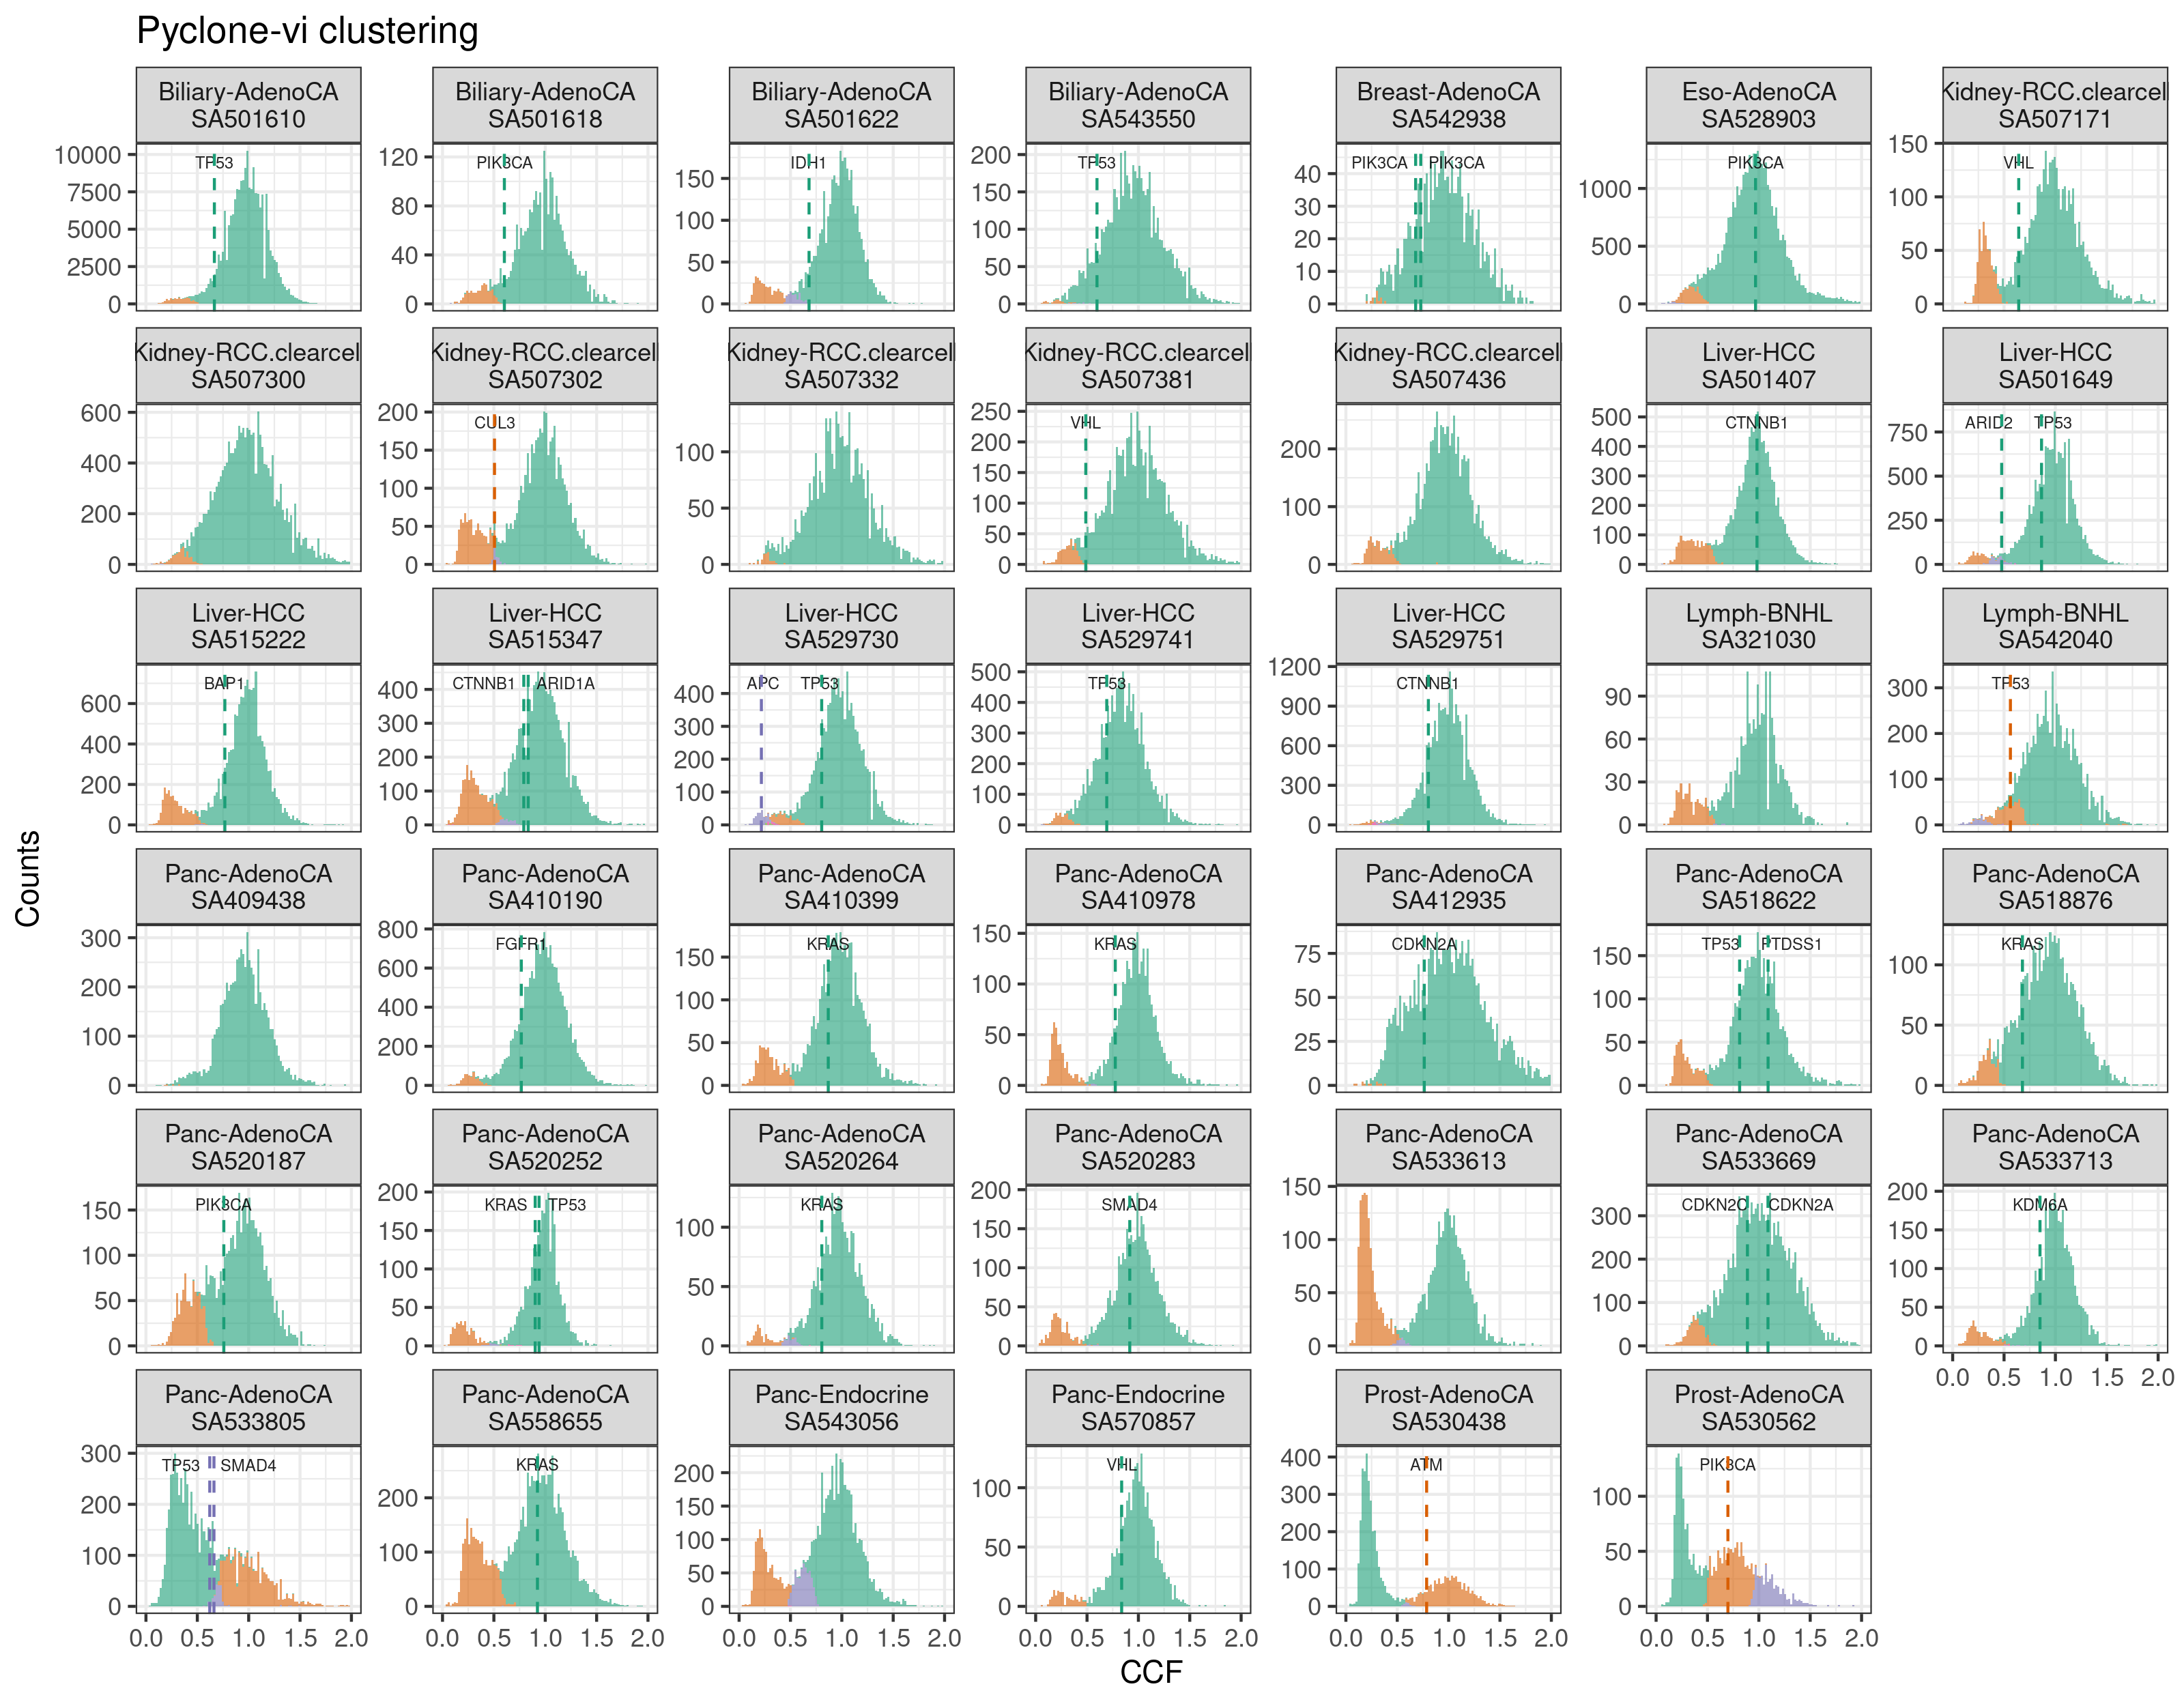 Pyclone-vi clustering
Biliary-AdenoCA
SA501610
Biliary-AdenoCA
SA501618
Biliary-AdenoCA
SA501622
Biliary-AdenoCA
SA543550
Breast-AdenoCA
SA542938
Eso-AdenoCA
SA528903
Kidney-RCC.clearcell
SA507171
10000
7500
5000
2500
0
TP53
120
80
40
0
PIK3CA
150
100
50
0
IDH1
200
150
100
50
0
TP53
40
30
20
10
0
PIK3CA PIK3CA
1000
500
0
PIK3CA
150
100
50
0
VHL
Kidney-RCC.clearcell
SA507300
Kidney-RCC.clearcell
SA507302
Kidney-RCC.clearcell
SA507332
Kidney-RCC.clearcell
SA507381
Kidney-RCC.clearcell
SA507436
Liver-HCC
SA501407
Liver-HCC
SA501649
600
400
200
0
200
150
100
50
0
CUL3
100
50
0
250
200
150
100
50
0
VHL
200
100
0
500
400
300
200
100
0
CTNNB1
750
500
250
0
ARID2 TP53
Liver-HCC
SA515222
Liver-HCC
SA515347
Liver-HCC
SA529730
Liver-HCC
SA529741
Liver-HCC
SA529751
Lymph-BNHL
SA321030
Lymph-BNHL
SA542040
600
400
200
0
BAP1
400
300
200
100
0
CTNNB1 ARID1A
400
300
200
100
0
APC TP53
500
400
300
200
100
0
TP53
1200
900
600
300
0
CTNNB1
90
60
30
0
300
200
100
0
TP53
Panc-AdenoCA
SA409438
Panc-AdenoCA
SA410190
Panc-AdenoCA
SA410399
Panc-AdenoCA
SA410978
Panc-AdenoCA
SA412935
Panc-AdenoCA
SA518622
Panc-AdenoCA
SA518876
300
200
100
0
800
600
400
200
0
FGFR1
150
100
50
0
KRAS
150
100
50
0
KRAS
75
50
25
0
CDKN2A
150
100
50
0
TP53 PTDSS1
100
50
0
KRAS
Panc-AdenoCA
SA520187
Panc-AdenoCA
SA520252
Panc-AdenoCA
SA520264
Panc-AdenoCA
SA520283
Panc-AdenoCA
SA533613
Panc-AdenoCA
SA533669
Panc-AdenoCA
SA533713
150
100
50
0
PIK3CA
200
150
100
50
0
KRAS TP53
100
50
0
KRAS
200
150
100
50
0
SMAD4
150
100
50
0
300
200
100
0
CDKN2C CDKN2A
200
150
100
50
0
KDM6A
0.0 0.5 1.0 1.5 2.0
Panc-AdenoCA
SA533805
Panc-AdenoCA
SA558655
Panc-Endocrine
SA543056
Panc-Endocrine
SA570857
Prost-AdenoCA
SA530438
Prost-AdenoCA
SA530562
300
200
100
0
TP53 SMAD4
200
100
0
KRAS
200
150
100
50
0
100
50
0
VHL
400
300
200
100
0
ATM
100
50
0
PIK3CA
0.0 0.5 1.0 1.5 2.0
0.0 0.5 1.0 1.5 2.0
0.0 0.5 1.0 1.5 2.0
0.0 0.5 1.0 1.5 2.0
0.0 0.5 1.0 1.5 2.0
0.0 0.5 1.0 1.5 2.0
CCF
Counts